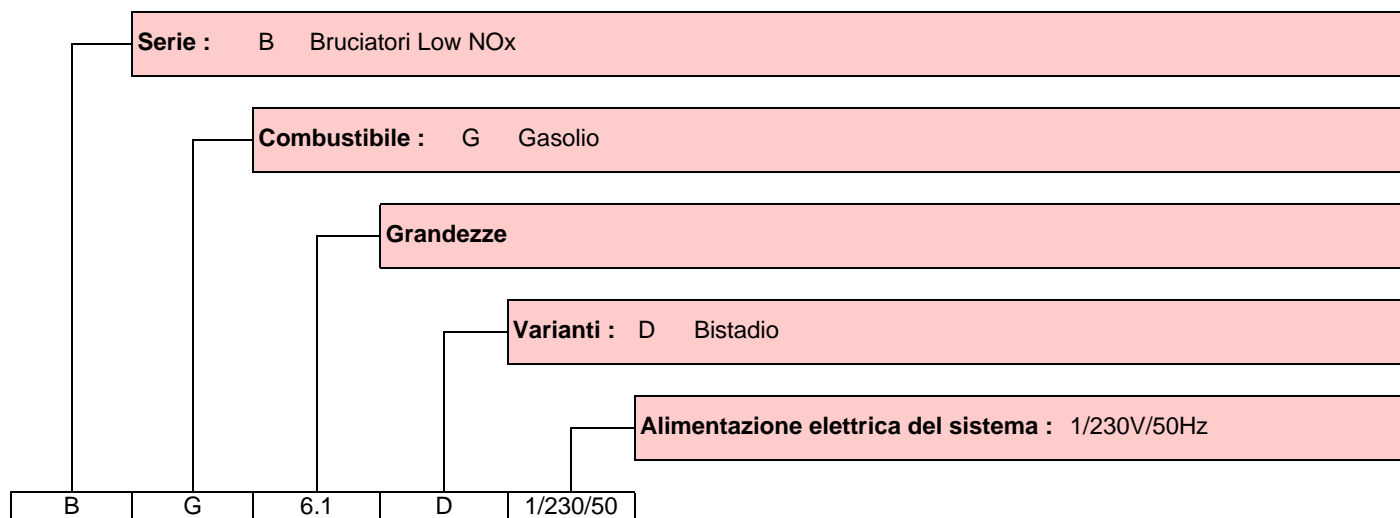 Serie : B Bruciatori Low NOx
Combustibile : G Gasolio
Grandezze
Varianti : D Bistadio
Alimentazione elettrica del sistema : 1/230V/50Hz
B G 6.1 D 1/230/50